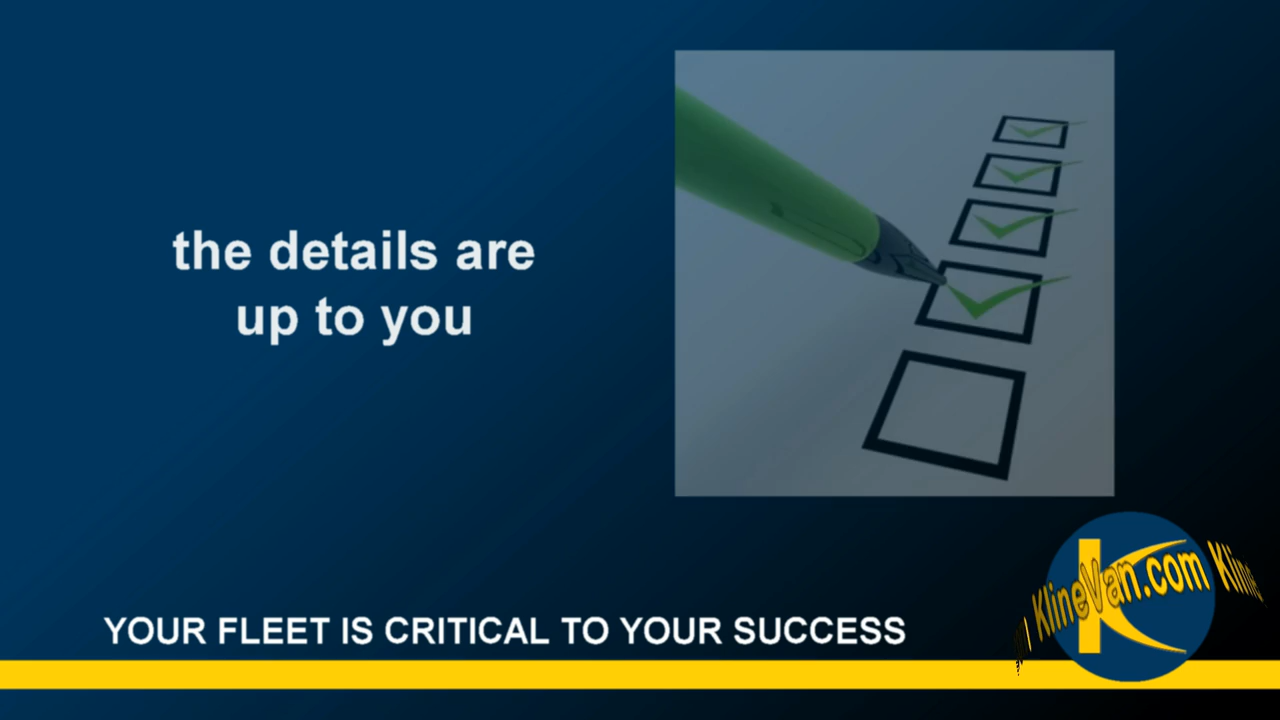 the details are
up to you
YOUR FLEET IS CRITICAL TO YOUR SUCCESS
KlineVan.com